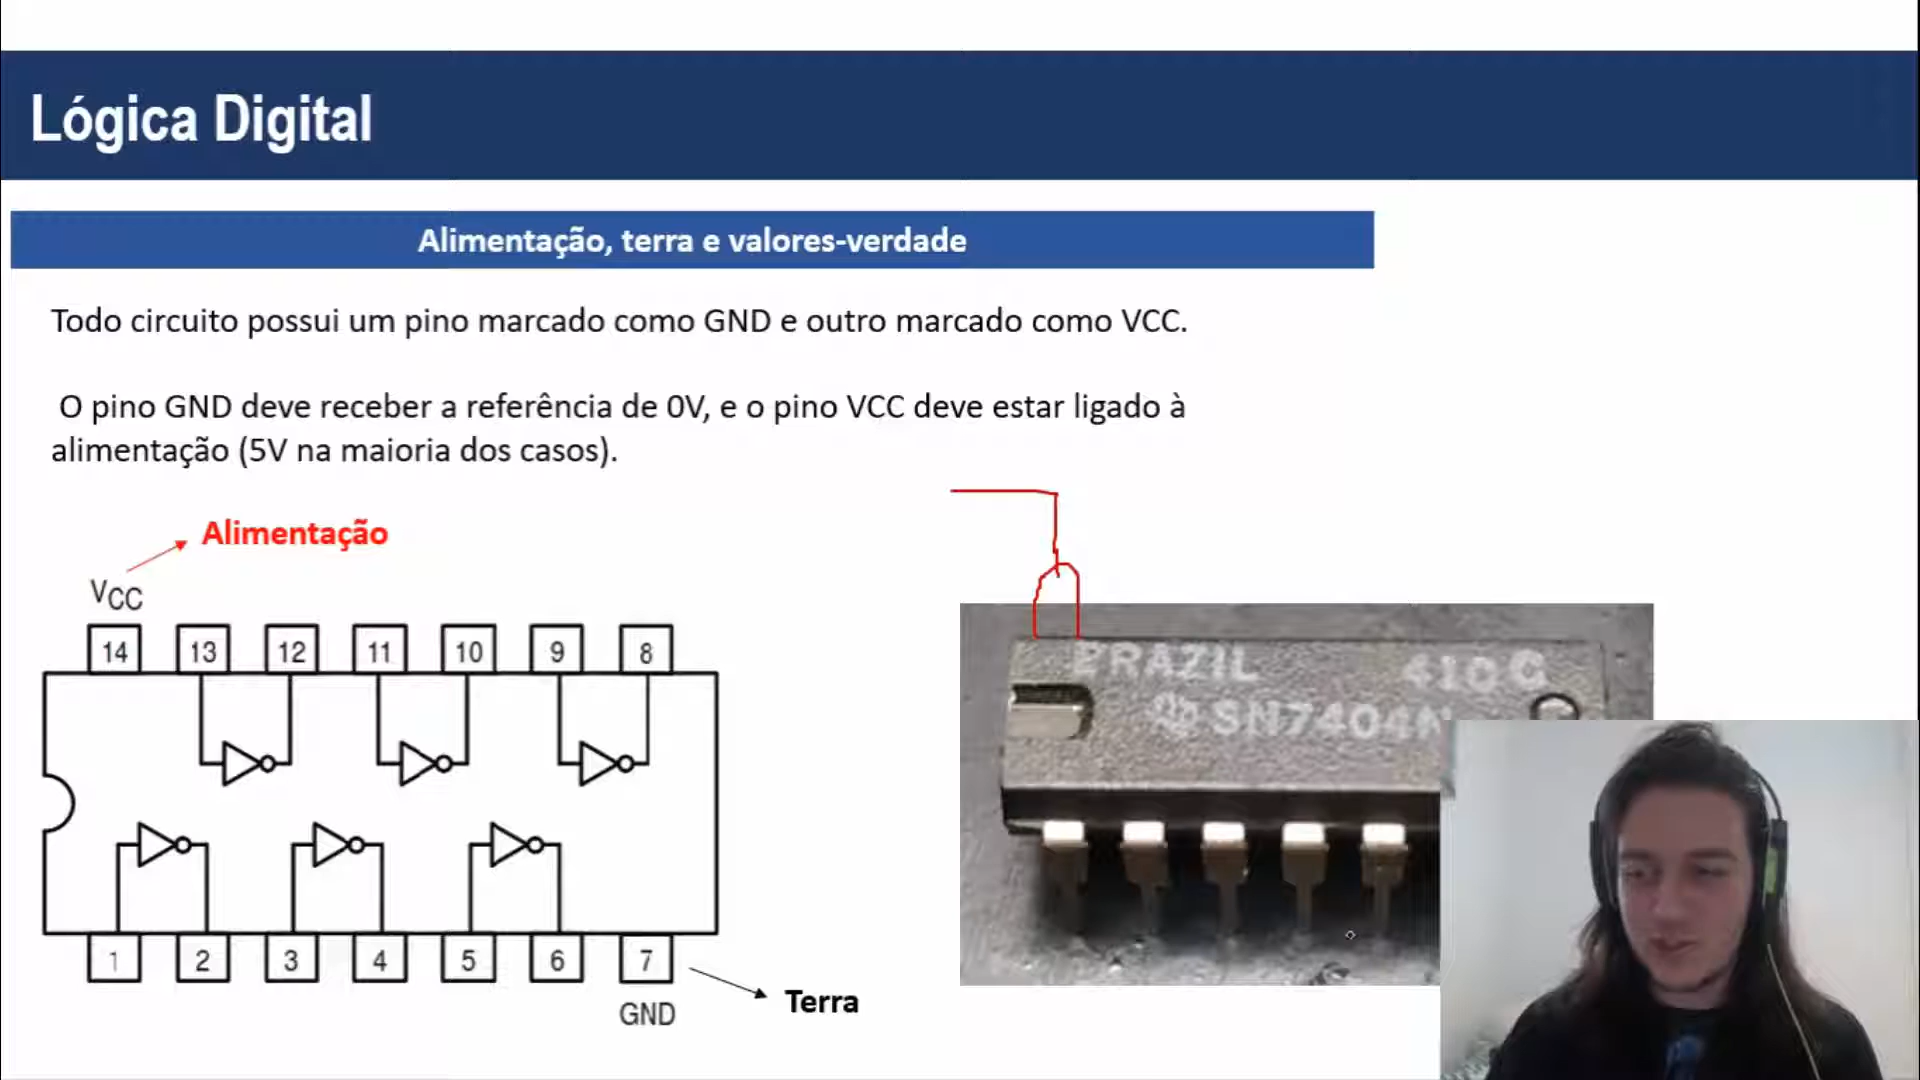 Lógica Digital
Alimentação, terra e valores-verdade
Todo circuito possui um pino marcado como GND e outro marcado como VCC.
O pino GND deve receber a referência de 0V, e o pino VCC deve estar ligado à
alimentação (5V na maioria dos casos).
Alimentação
VCC
14 13 12 11 10 9 8
BRAZIL 410G
SN7404N
1 2 3 4 5 6 7
GND
Terra